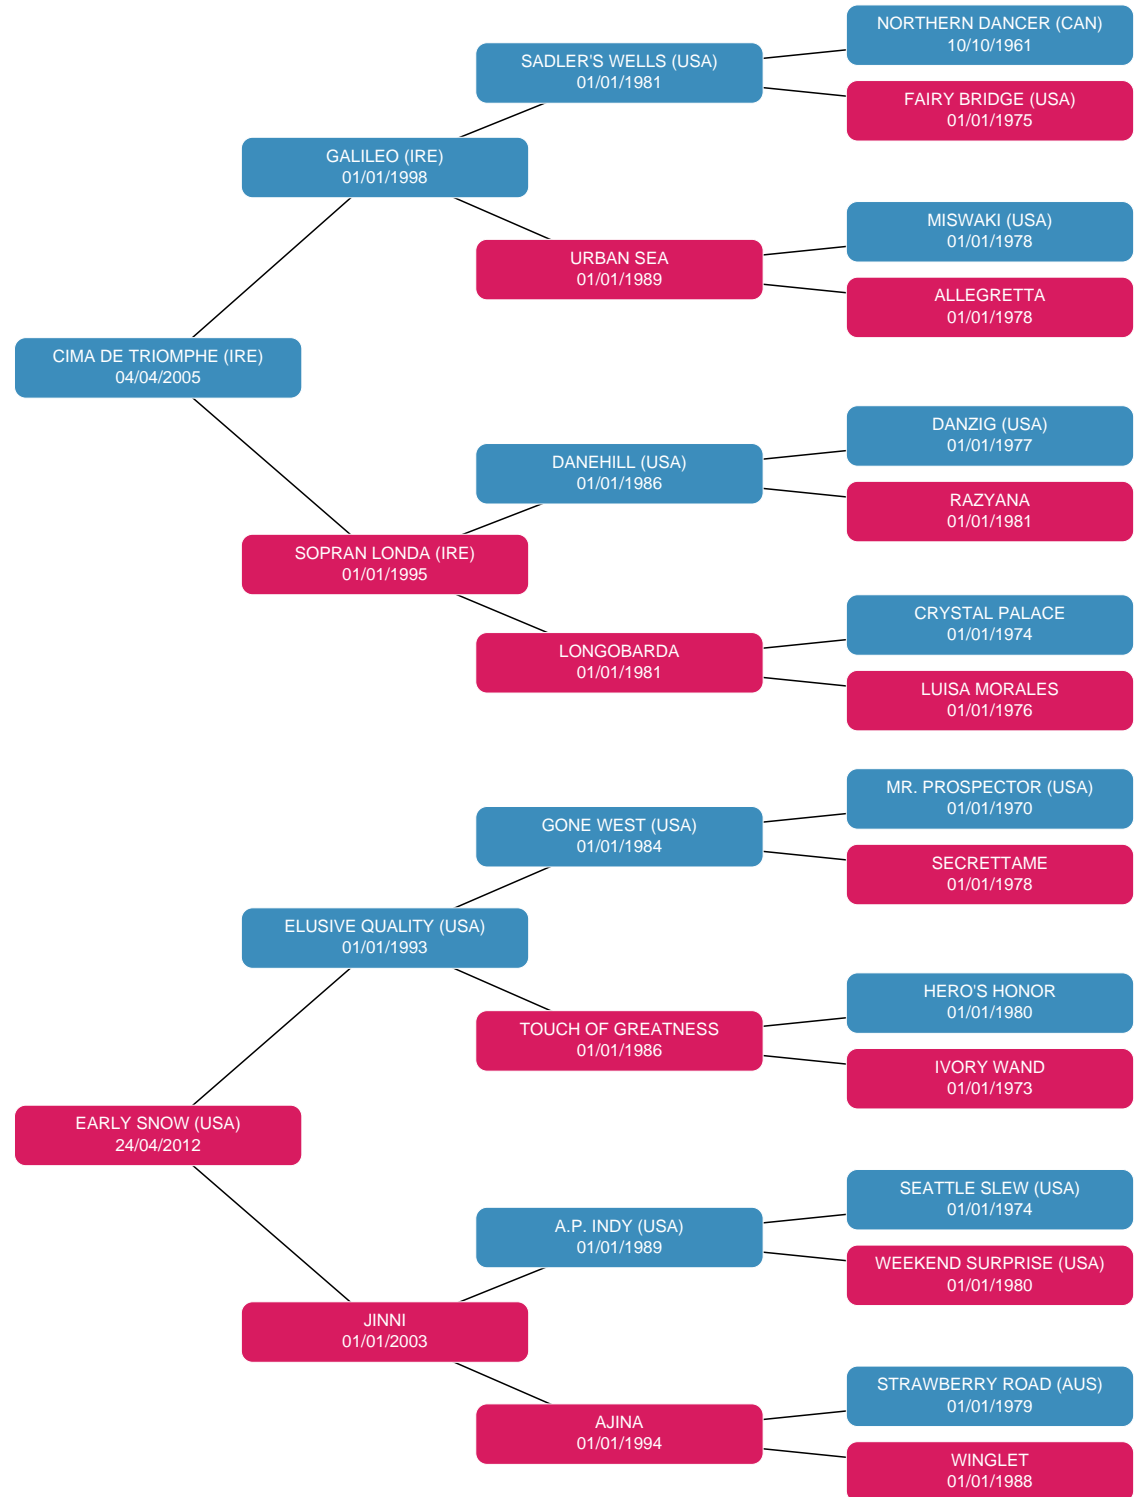 NORTHERN DANCER (CAN)
10/10/1961
SADLER'S WELLS (USA)
01/01/1981
FAIRY BRIDGE (USA)
01/01/1975
GALILEO (IRE)
01/01/1998
MISWAKI (USA)
01/01/1978
URBAN SEA
01/01/1989
ALLEGRETTA
01/01/1978
CIMA DE TRIOMPHE (IRE)
04/04/2005
DANZIG (USA)
01/01/1977
DANEHILL (USA)
01/01/1986
RAZYANA
01/01/1981
SOPRAN LONDA (IRE)
01/01/1995
CRYSTAL PALACE
01/01/1974
LONGOBARDA
01/01/1981
LUISA MORALES
01/01/1976
MR. PROSPECTOR (USA)
01/01/1970
GONE WEST (USA)
01/01/1984
SECRETTAME
01/01/1978
ELUSIVE QUALITY (USA)
01/01/1993
HERO'S HONOR
01/01/1980
TOUCH OF GREATNESS
01/01/1986
IVORY WAND
01/01/1973
EARLY SNOW (USA)
24/04/2012
SEATTLE SLEW (USA)
01/01/1974
A.P. INDY (USA)
01/01/1989
WEEKEND SURPRISE (USA)
01/01/1980
JINNI
01/01/2003
STRAWBERRY ROAD (AUS)
01/01/1979
AJINA
01/01/1994
WINGLET
01/01/1988